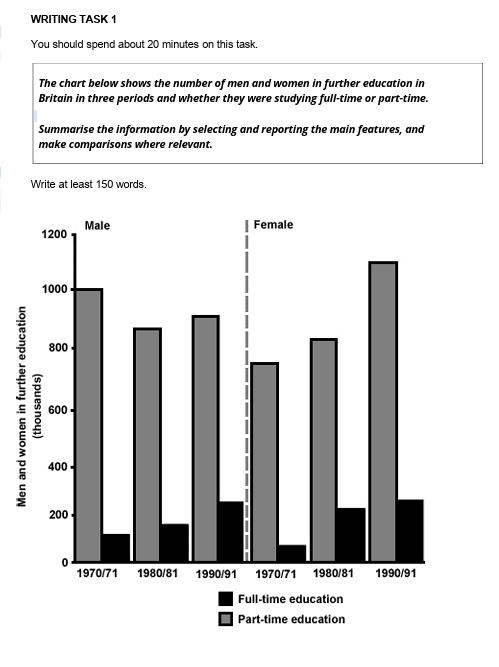 WRITING TASK 1
You should spend about 20 minutes on this task.
The chart below shows the number of men and women in further education in
Britain in three periods and whether they were studying full-time or part-time.
Summarise the information by selecting and reporting the main features, and
make comparisons where relevant.
Write at least 150 words.
Male
Female
1200
1000
800
600
400
200
0
Men and women in further education
(thousands)
1970/71 1980/81 1990/91 1970/71 1980/81 1990/91
Full-time education
Part-time education